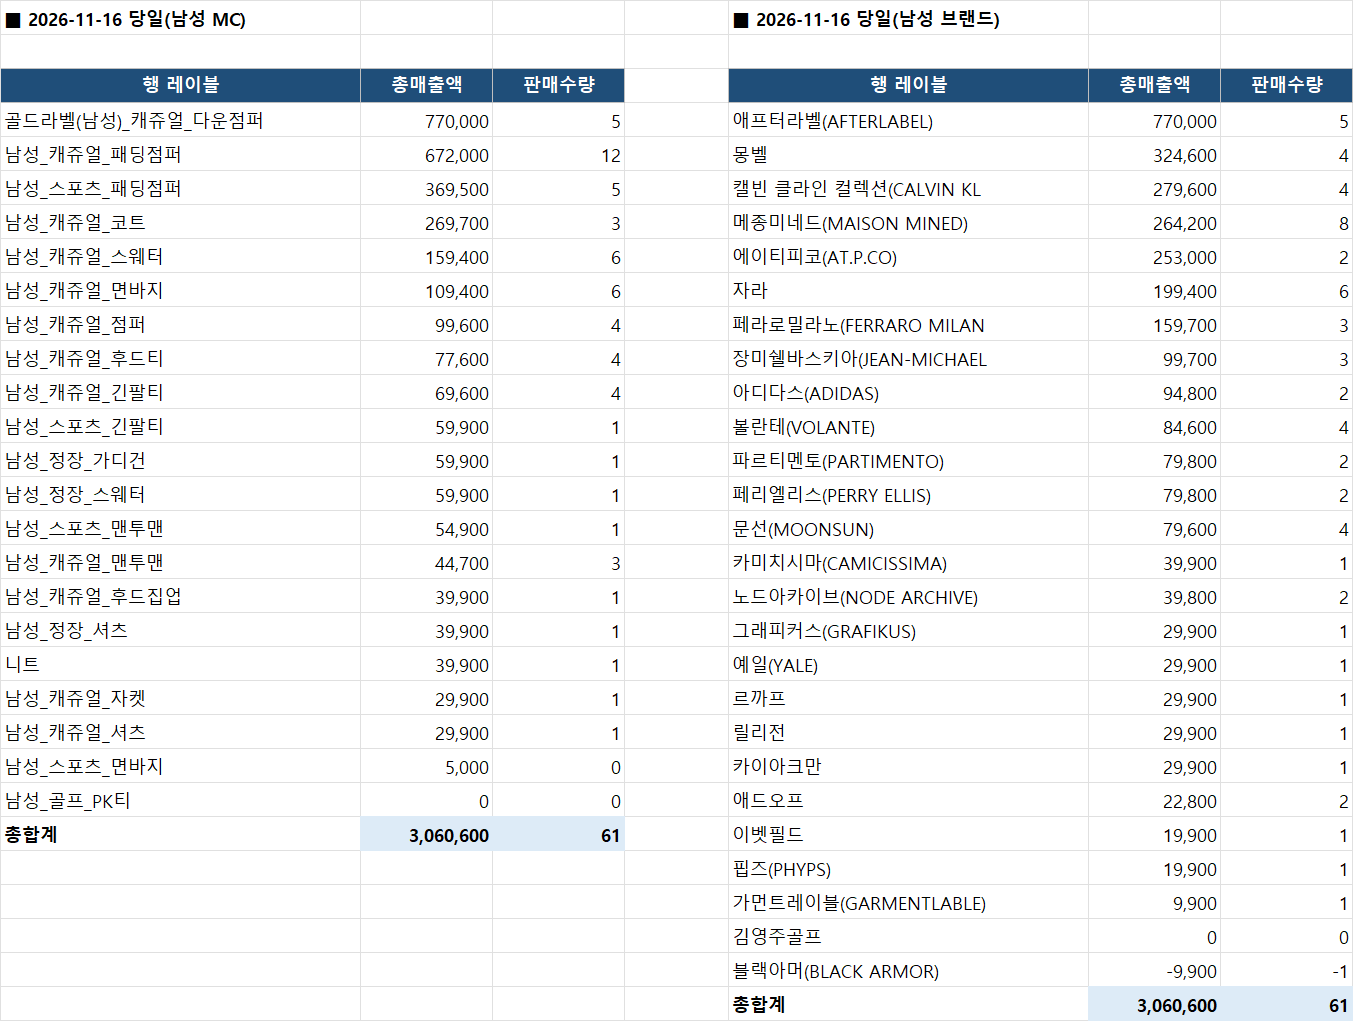 ■ 2026-11-16 당일(남성 MC)
행 레이블 총매출액 판매수량
골드라벨(남성)_캐쥬얼_다운점퍼 770,000 5
남성_캐쥬얼_패딩점퍼 672,000 12
남성_스포츠_패딩점퍼 369,500 5
남성_캐쥬얼_코트 269,700 3
남성_캐쥬얼_스웨터 159,400 6
남성_캐쥬얼_면바지 109,400 6
남성_캐쥬얼_점퍼 99,600 4
남성_캐쥬얼_후드티 77,600 4
남성_캐쥬얼_긴팔티 69,600 4
남성_스포츠_긴팔티 59,900 1
남성_정장_가디건 59,900 1
남성_정장_스웨터 59,900 1
남성_스포츠_맨투맨 54,900 1
남성_캐쥬얼_맨투맨 44,700 3
남성_캐쥬얼_후드집업 39,900 1
남성_정장_셔츠 39,900 1
니트 39,900 1
남성_캐쥬얼_자켓 29,900 1
남성_캐쥬얼_셔츠 29,900 1
남성_스포츠_면바지 5,000 0
남성_골프_PK티 0 0
총합계 3,060,600 61
■ 2026-11-16 당일(남성 브랜드)
행 레이블 총매출액 판매수량
애프터라벨(AFTERLABEL) 770,000 5
몽벨 324,600 4
캘빈 클라인 컬렉션(CALVIN KL 279,600 4
메종미네드(MAISON MINED) 264,200 8
에이티피코(AT.P.CO) 253,000 2
자라 199,400 6
페라로밀라노(FERRARO MILAN 159,700 3
장미쉘바스키아(JEAN-MICHAEL 99,700 3
아디다스(ADIDAS) 94,800 2
볼란테(VOLANTE) 84,600 4
파르티멘토(PARTIMENTO) 79,800 2
페리엘리스(PERRY ELLIS) 79,800 2
문선(MOONSUN) 79,600 4
카미치시마(CAMICISSIMA) 39,900 1
노드아카이브(NODE ARCHIVE) 39,800 2
그래피커스(GRAFIKUS) 29,900 1
예일(YALE) 29,900 1
르까프 29,900 1
릴리전 29,900 1
카이아크만 29,900 1
애드오프 22,800 2
이벳필드 19,900 1
핍즈(PHYPS) 19,900 1
가먼트레이블(GARMENTLABLE) 9,900 1
김영주골프 0 0
블랙아머(BLACK ARMOR) -9,900 -1
총합계 3,060,600 61